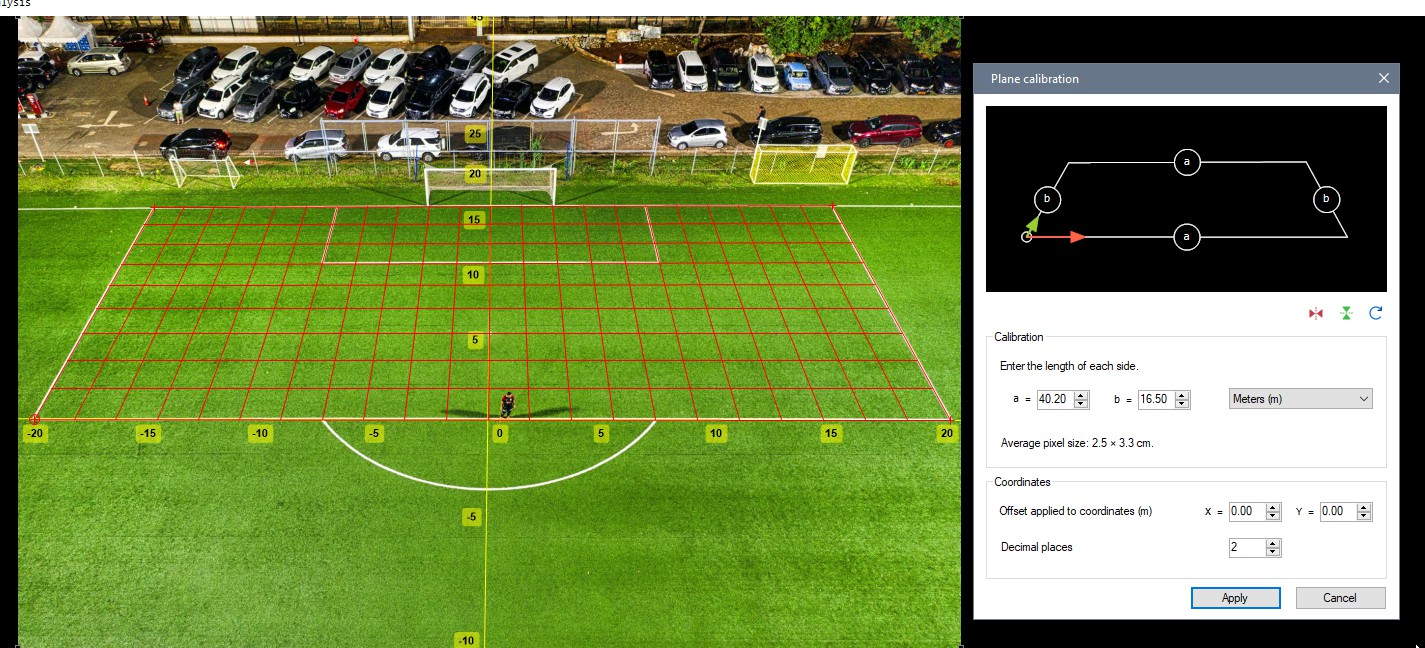 alysis
45
25
20
15
10
5
-20 -15 -10 -5 0 5 10 15 20
-5
-10
Plane calibration
a
b b
a
Calibration
Enter the length of each side.
a = 40.20 b = 16.50 Meters (m)
Average pixel size: 2.5 × 3.3 cm.
Coordinates
Offset applied to coordinates (m) X = 0.00 Y = 0.00
Decimal places 2
Apply Cancel